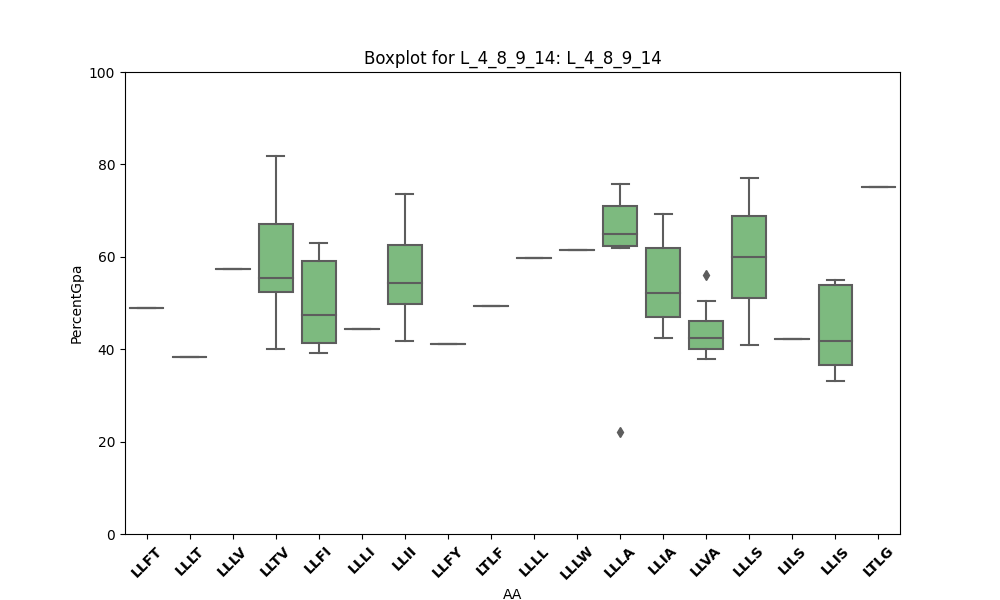 Boxplot for L_4_8_9_14: L_4_8_9_14
100
80
60
40
20
0
PercentGpa
LLFT LLLT LLLV LLTV LLFI LLLI LLII LLFY LTLF LLLL LLLW LLLA LLIA LLVA LLLS LILS LLIS LTLG
AA